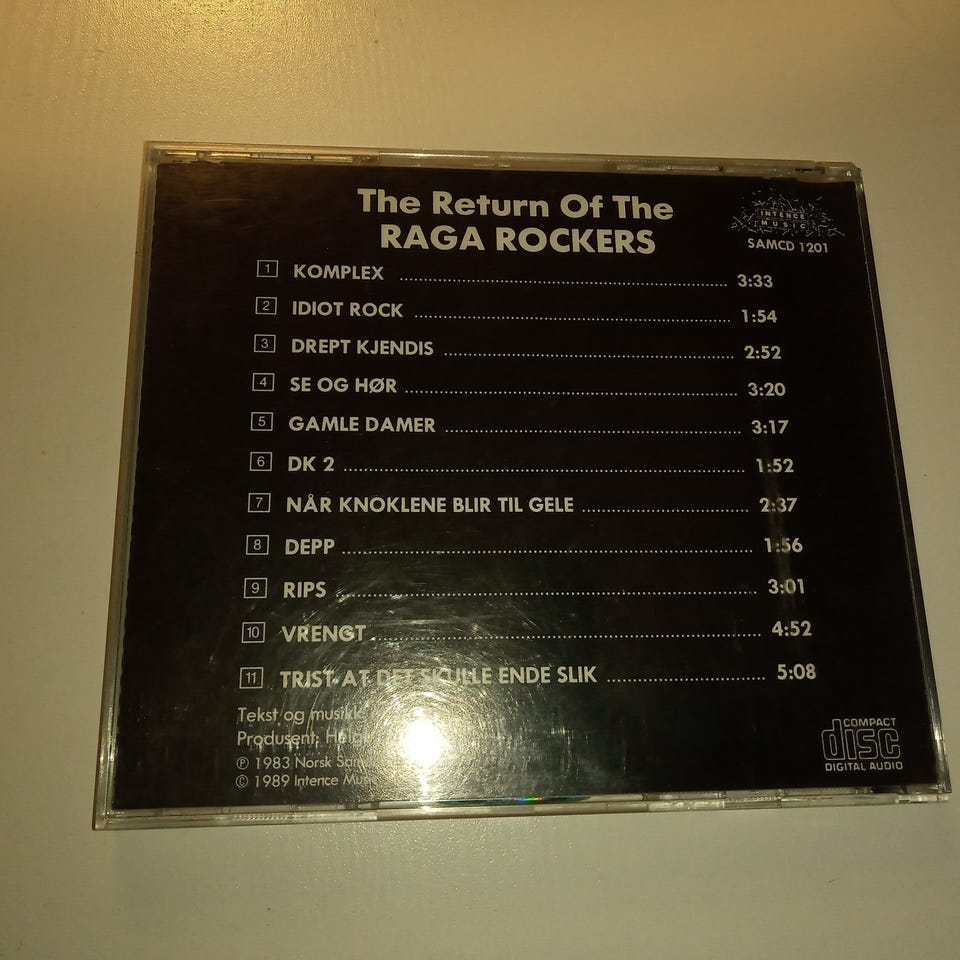 The Return Of The
RAGA ROCKERS
INTENCE
MUSIC
SAMCD 1201
1 KOMPLEX 3:33
2 IDIOT ROCK 1:54
3 DREPT KJENDIS 2:52
4 SE OG HØR 3:20
5 GAMLE DAMER 3:17
6 DK 2 1:52
7 NÅR KNOKLENE BLIR TIL GELE 2:37
8 DEPP 1:56
9 RIPS 3:01
10 VRENGT 4:52
11 TRIST AT DET SKULLE ENDE SLIK 5:08
Tekst og
Produsent:
℗ 1983 Norsk
© 1989 Intence
COMPACT
disc
DIGITAL AUDIO